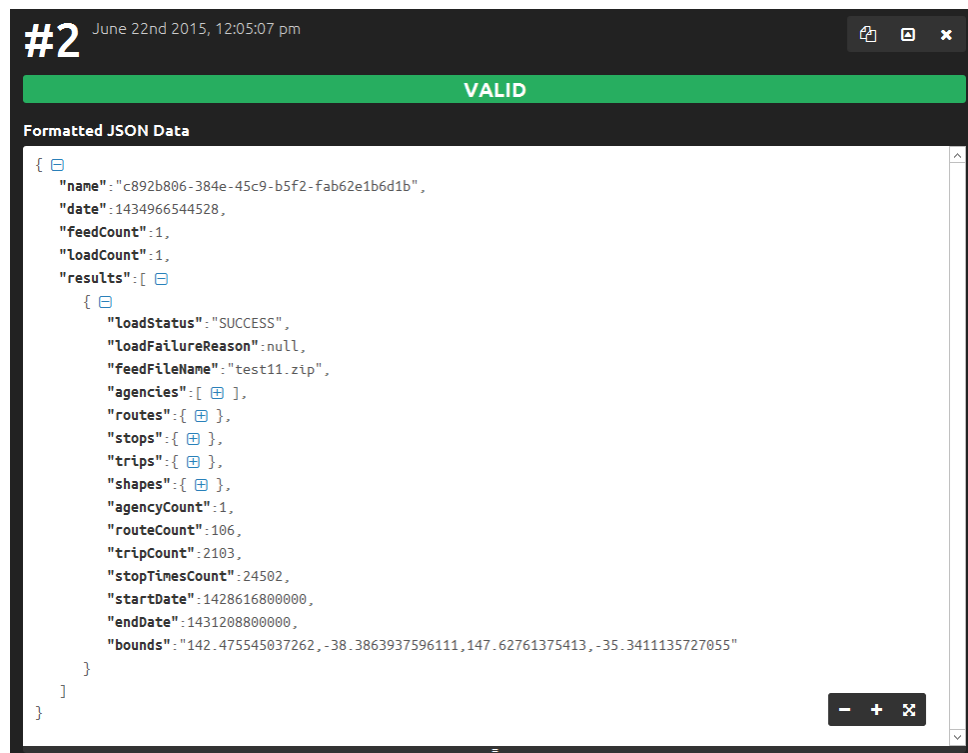 #2 June 22nd 2015, 12:05:07 pm
VALID
Formatted JSON Data
{
"name":"c892b806-384e-45c9-b5f2-fab62e1b6d1b",
"date":1434966544528,
"feedCount":1,
"loadCount":1,
"results":[
{
"loadStatus":"SUCCESS",
"loadFailureReason":null,
"feedFileName":"test11.zip",
"agencies":[ ],
"routes":{ },
"stops":{ },
"trips":{ },
"shapes":{ },
"agencyCount":1,
"routeCount":106,
"tripCount":2103,
"stopTimesCount":24502,
"startDate":1428616800000,
"endDate":1431208800000,
"bounds":"142.475545037262,-38.3863937596111,147.62761375413,-35.3411135727055"
}
]
}